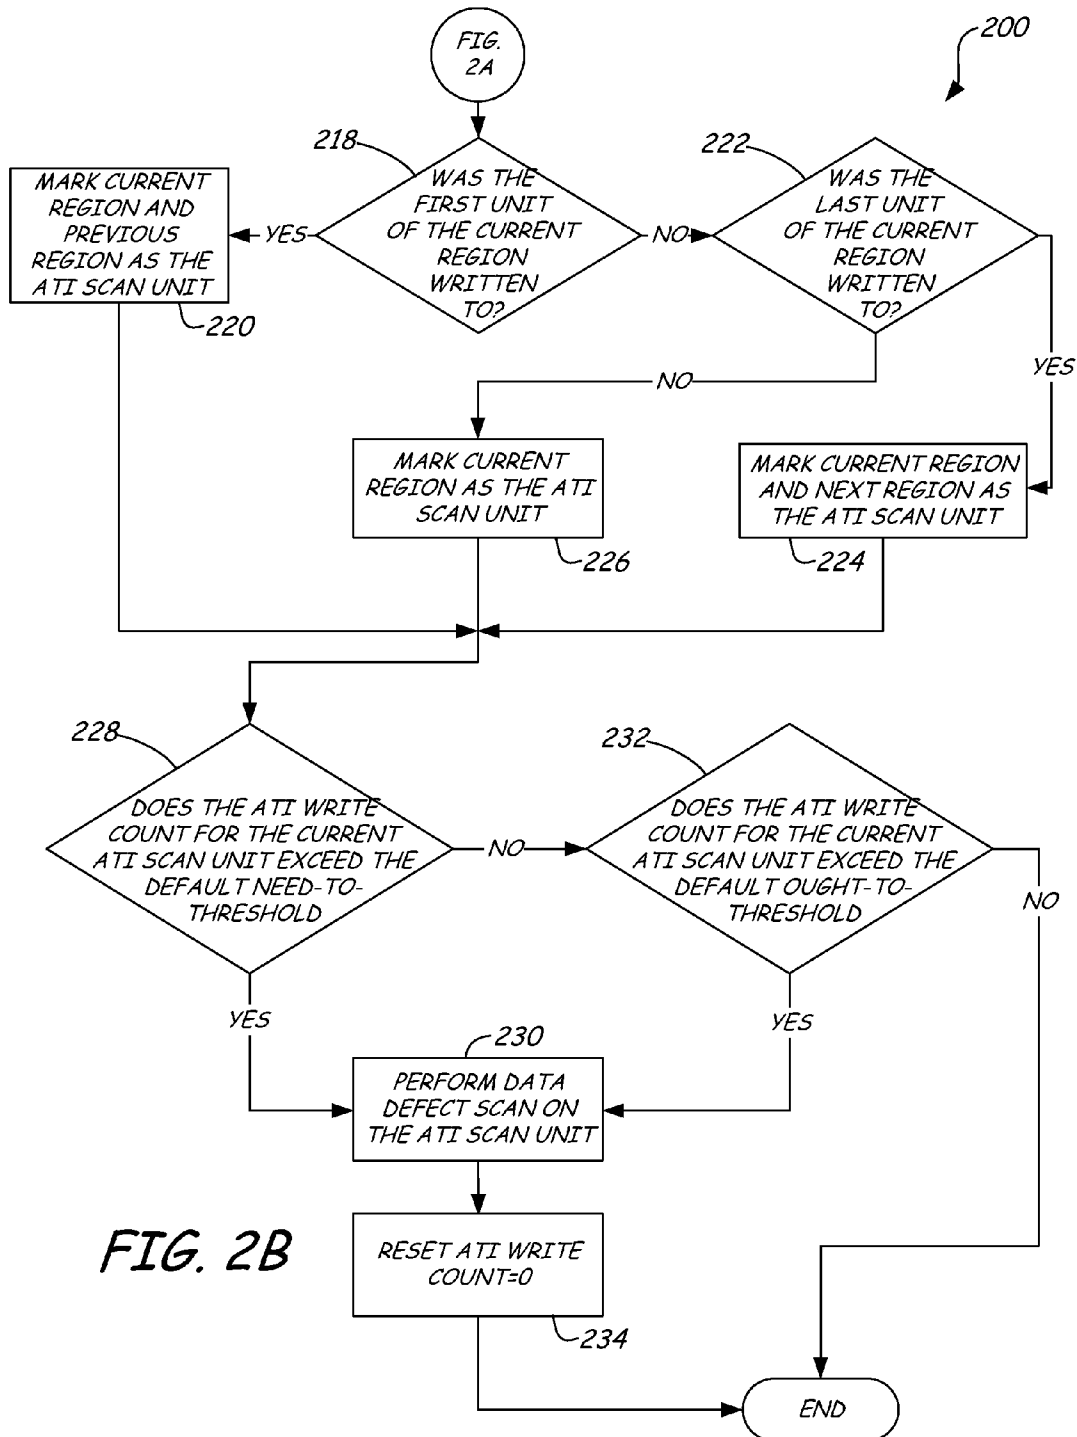 FIG.
2A
200
218
WAS THE
FIRST UNIT
OF THE CURRENT
REGION
WRITTEN
TO?
222
WAS THE
LAST UNIT
OF THE CURRENT
REGION
WRITTEN
TO?
MARK CURRENT
REGION AND
PREVIOUS
REGION AS THE
ATI SCAN UNIT
YES
NO
220
YES
NO
MARK CURRENT
REGION AS THE ATI
SCAN UNIT
226
MARK CURRENT REGION
AND NEXT REGION AS
THE ATI SCAN UNIT
224
228
DOES THE ATI WRITE
COUNT FOR THE CURRENT
ATI SCAN UNIT EXCEED THE
DEFAULT NEED-TO-
THRESHOLD
NO
232
DOES THE ATI WRITE
COUNT FOR THE CURRENT
ATI SCAN UNIT EXCEED THE
DEFAULT OUGHT-TO-
THRESHOLD
NO
YES
YES
230
PERFORM DATA
DEFECT SCAN ON
THE ATI SCAN UNIT
FIG. 2B
RESET ATI WRITE
COUNT=0
234
END